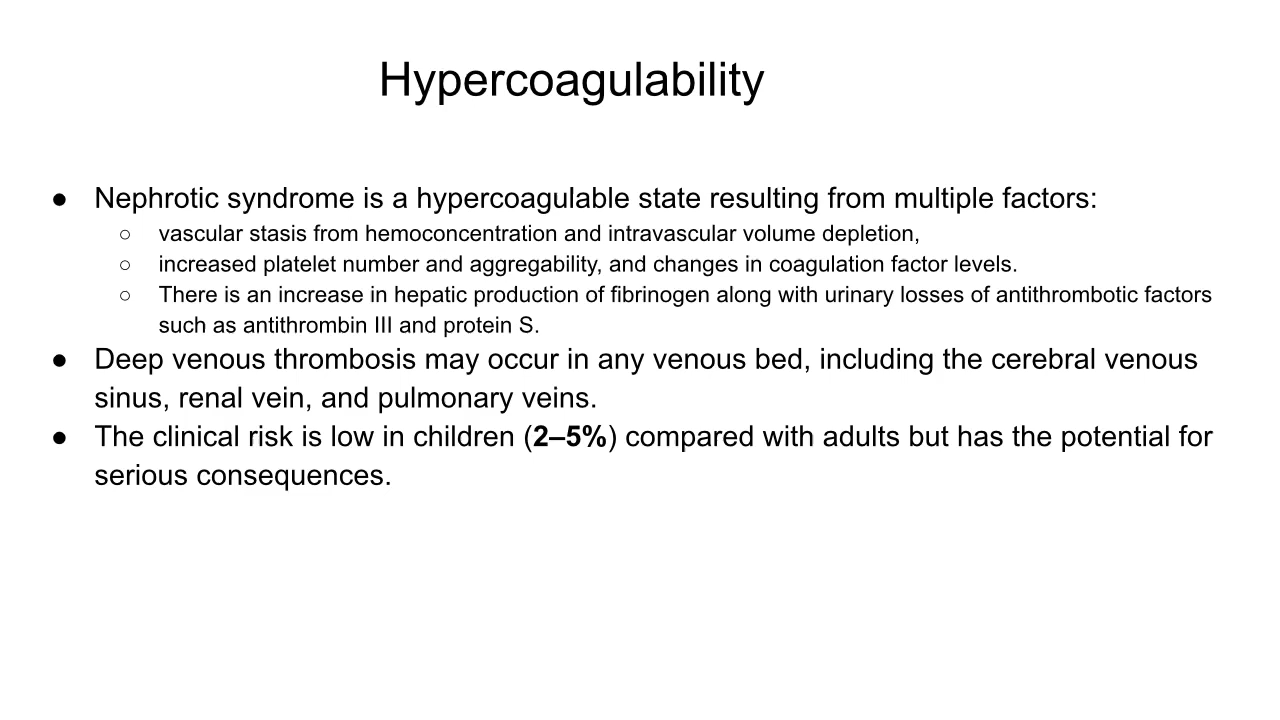 Hypercoagulability
● Nephrotic syndrome is a hypercoagulable state resulting from multiple factors:
○ vascular stasis from hemoconcentration and intravascular volume depletion,
○ increased platelet number and aggregability, and changes in coagulation factor levels.
○ There is an increase in hepatic production of fibrinogen along with urinary losses of antithrombotic factors
such as antithrombin III and protein S.
● Deep venous thrombosis may occur in any venous bed, including the cerebral venous
sinus, renal vein, and pulmonary veins.
● The clinical risk is low in children (2–5%) compared with adults but has the potential for
serious consequences.